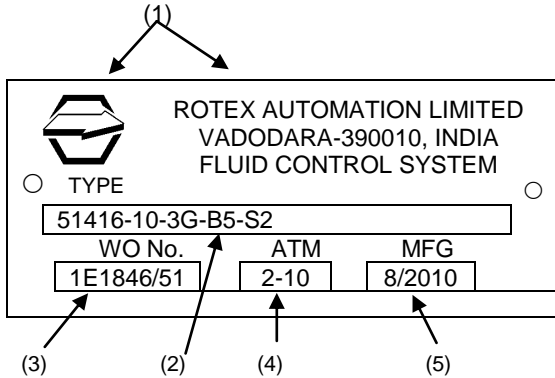 (1)
ROTEX AUTOMATION LIMITED
VADODARA-390010, INDIA
FLUID CONTROL SYSTEM
TYPE
51416-10-3G-B5-S2
WO No. ATM MFG
1E1846/51 2-10 8/2010
(3) (2) (4) (5)